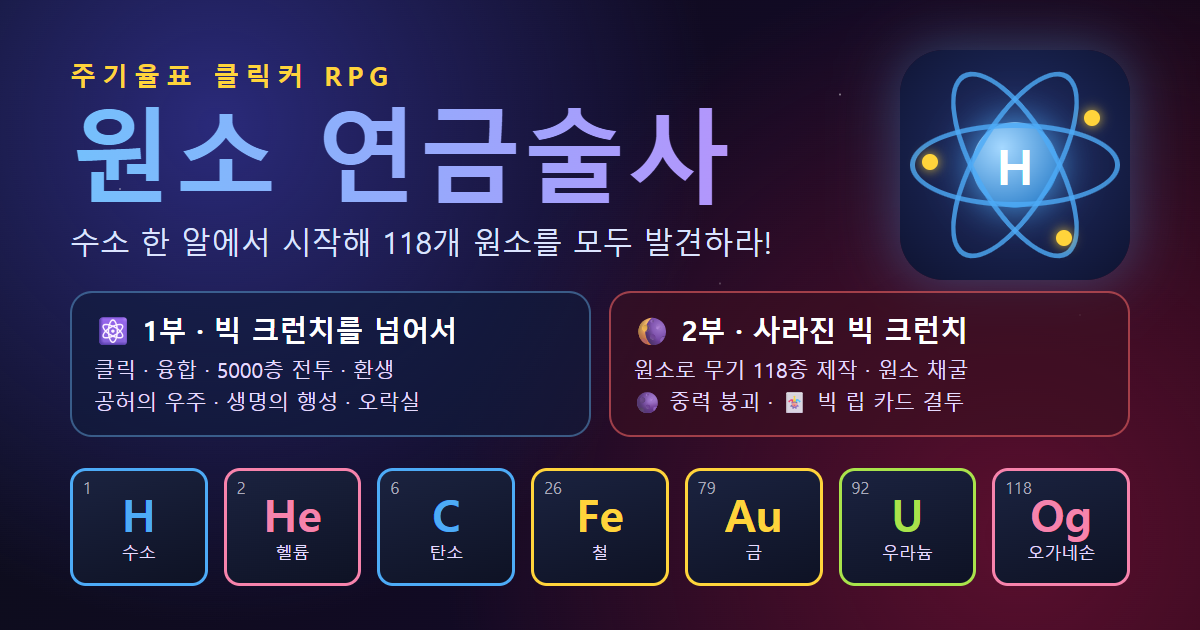 주기율표 클릭커 RPG
원소 연금술사
수소 한 알에서 시작해 118개 원소를 모두 발견하라!
H
1부 · 빅 크런치를 넘어서
클릭 · 융합 · 5000층 전투 · 환생
공허의 우주 · 생명의 행성 · 오락실
2부 · 사라진 빅 크런치
원소로 무기 118종 제작 · 원소 채굴
중력 붕괴 · 빅 립 카드 결투
1
H
수소
2
He
헬륨
6
C
탄소
26
Fe
철
79
Au
금
92
U
우라늄
118
Og
오가네손